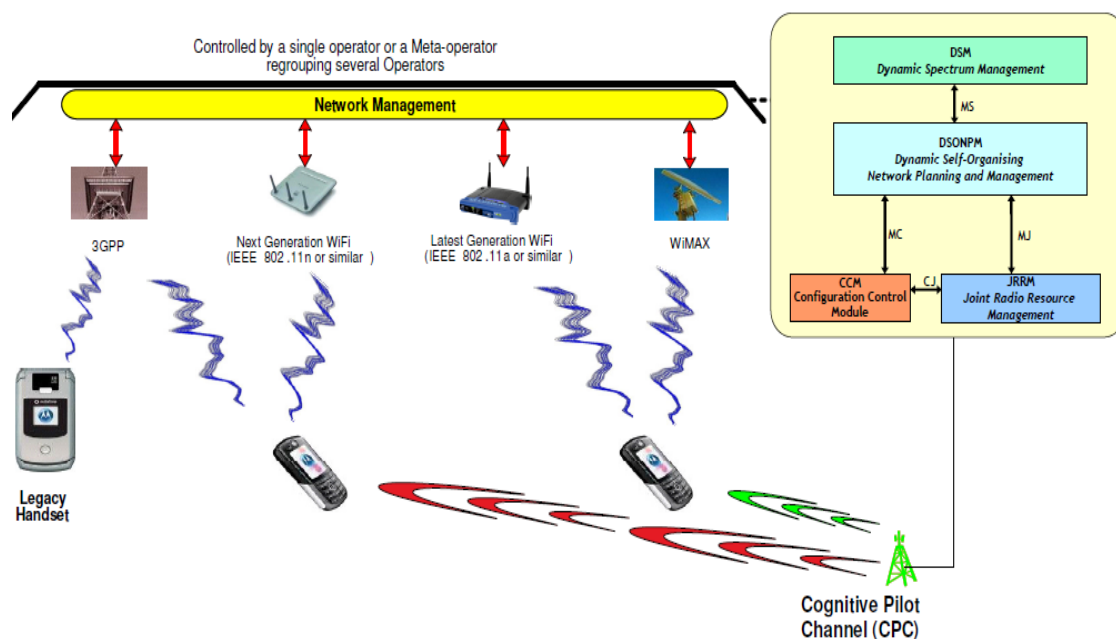 Controlled by a single operator or a Meta-operator
regrouping several Operators
Network Management
3GPP
Next Generation WiFi
(IEEE 802.11n or similar )
Latest Generation WiFi
(IEEE 802.11a or similar )
WiMAX
DSM
Dynamic Spectrum Management
MS
DSONPM
Dynamic Self-Organising
Network Planning and Management
MC
MJ
CCM
Configuration Control
Module
CJ
JRRM
Joint Radio Resource
Management
Legacy
Handset
Cognitive Pilot
Channel (CPC)